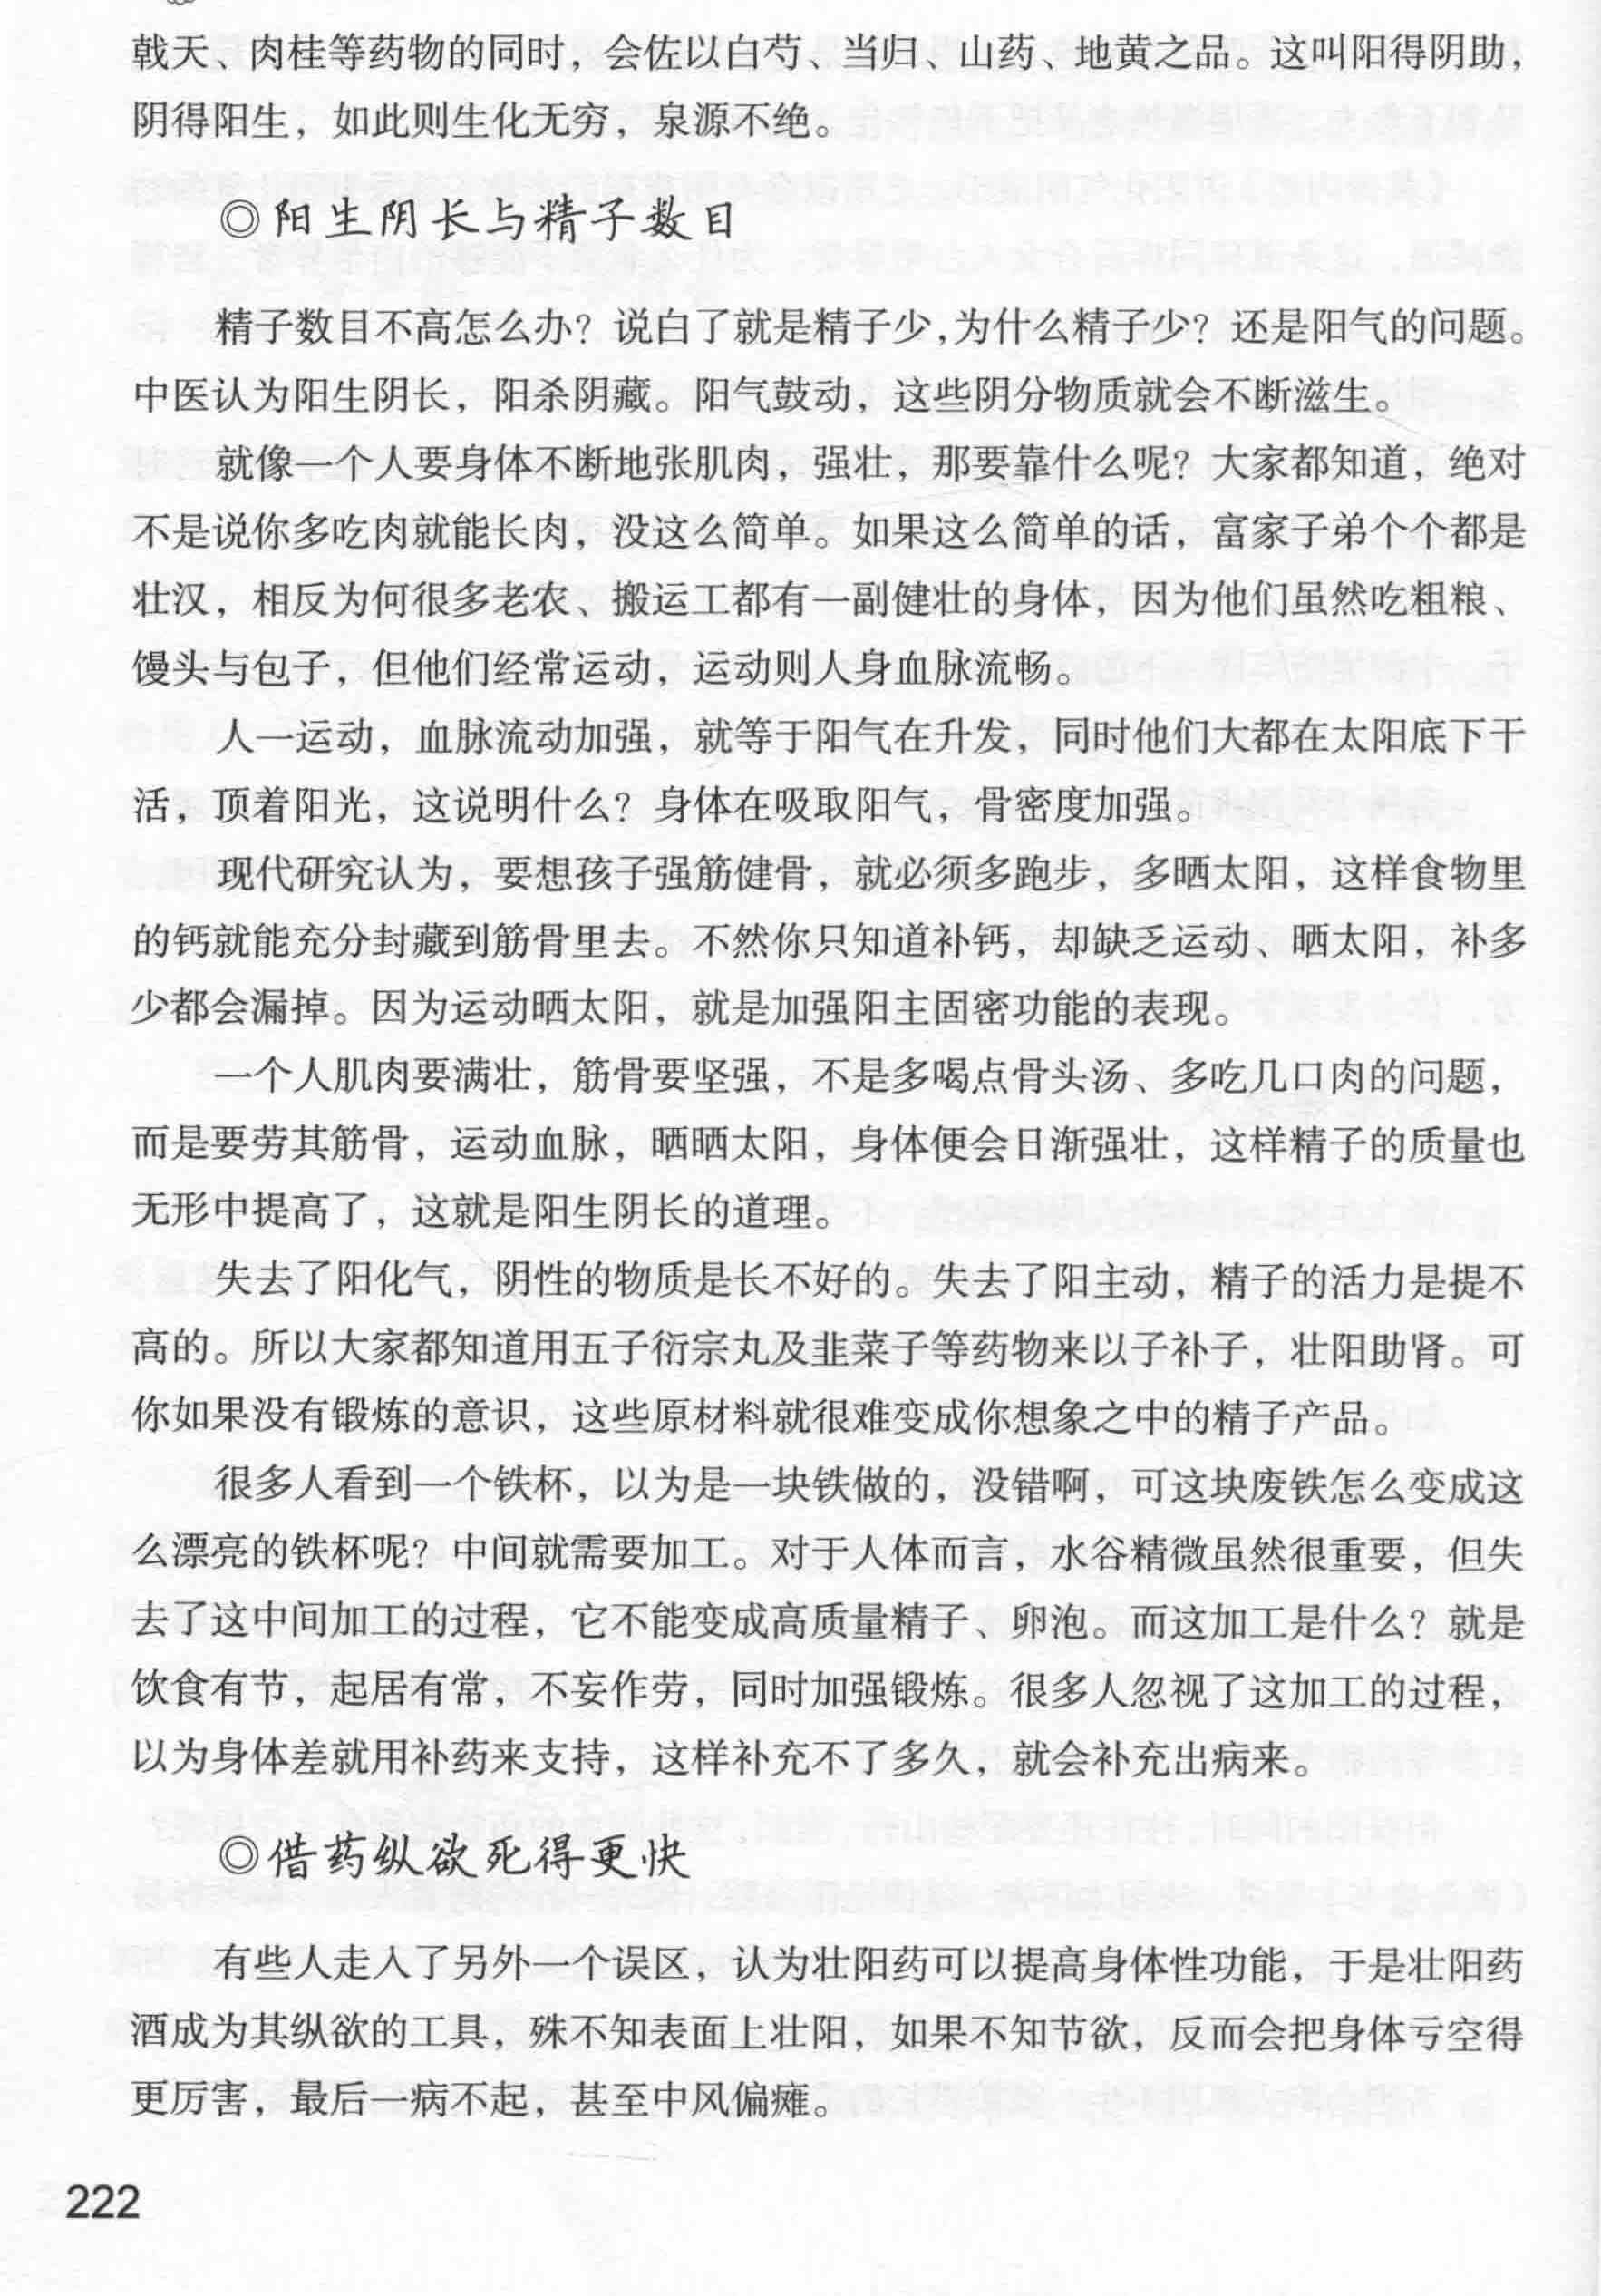 戟天、肉桂等药物的同时，会佐以白芍、当归、山药、地黄之品。这叫阳得阴助，
阴得阳生，如此则生化无穷，泉源不绝。
◎阳生阴长与精子数目
精子数目不高怎么办？说白了就是精子少，为什么精子少？还是阳气的问题。
中医认为阳生阴长，阳杀阴藏。阳气鼓动，这些阴分物质就会不断滋生。
就像一个人要身体不断地张肌肉，强壮，那要靠什么呢？大家都知道，绝对
不是说你多吃肉就能长肉，没这么简单。如果这么简单的话，富家子弟个个都是
壮汉，相反为何很多老农、搬运工都有一副健壮的身体，因为他们虽然吃粗粮、
馒头与包子，但他们经常运动，运动则人身血脉流畅。
人一运动，血脉流动加强，就等于阳气在升发，同时他们大都在太阳底下干
活，顶着阳光，这说明什么？身体在吸取阳气，骨密度加强。
现代研究认为，要想孩子强筋健骨，就必须多跑步，多晒太阳，这样食物里
的钙就能充分封藏到筋骨里去。不然你只知道补钙，却缺乏运动、晒太阳，补多
少都会漏掉。因为运动晒太阳，就是加强阳主固密功能的表现。
一个人肌肉要满壮，筋骨要坚强，不是多喝点骨头汤、多吃几口肉的问题，
而是要劳其筋骨，运动血脉，晒晒太阳，身体便会日渐强壮，这样精子的质量也
无形中提高了，这就是阳生阴长的道理。
失去了阳化气，阴性的物质是长不好的。失去了阳主动，精子的活力是提不
高的。所以大家都知道用五子衍宗丸及韭菜子等药物来以子补子，壮阳助肾。可
你如果没有锻炼的意识，这些原材料就很难变成你想象之中的精子产品。
很多人看到一个铁杯，以为是一块铁做的，没错啊，可这块废铁怎么变成这
么漂亮的铁杯呢？中间就需要加工。对于人体而言，水谷精微虽然很重要，但失
去了这中间加工的过程，它不能变成高质量精子、卵泡。而这加工是什么？就是
饮食有节，起居有常，不妄作劳，同时加强锻炼。很多人忽视了这加工的过程，
以为身体差就用补药来支持，这样补充不了多久，就会补充出病来。
◎借药纵欲死得更快
有些人走入了另外一个误区，认为壮阳药可以提高身体性功能，于是壮阳药
酒成为其纵欲的工具，殊不知表面上壮阳，如果不知节欲，反而会把身体亏空得
更厉害，最后一病不起，甚至中风偏瘫。
222